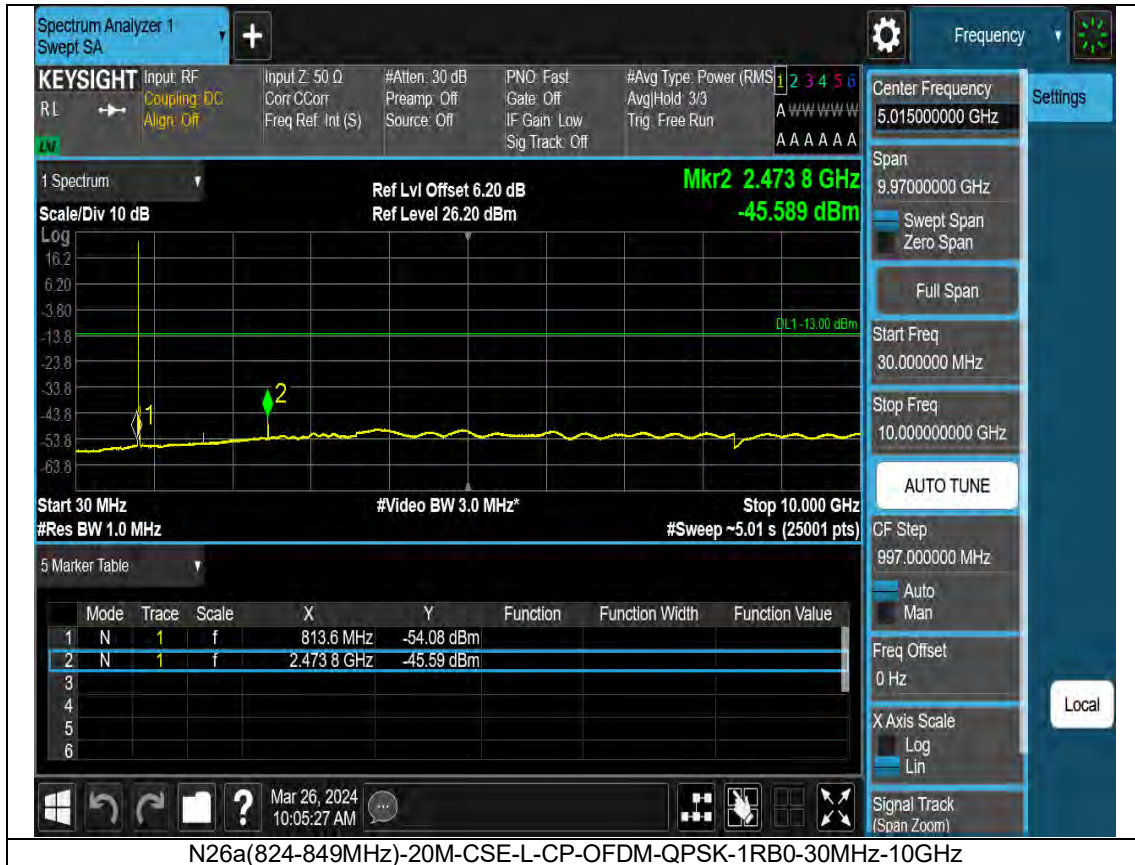 Spectrum Analyzer 1
Swept SA
+
Frequency
KEYSIGHT
RL
Input: RF
Coupling: DC
Align: Off
Input Z: 50 Ω
Corr CCorr
Freq Ref: Int (S)
#Atten: 30 dB
Preamp: Off
Source: Off
PNO: Fast
Gate: Off
IF Gain: Low
Sig Track: Off
#Avg Type: Power (RMS
Avg|Hold: 3/3
Trig: Free Run
1 2 3 4 5 6
A W W W W W
A A A A A A
1 Spectrum
Scale/Div 10 dB
Ref Lvl Offset 6.20 dB
Ref Level 26.20 dBm
Mkr2 2.473 8 GHz
-45.589 dBm
Log
16.2
6.20
-3.80
-13.8
-23.8
-33.8
-43.8
-53.8
-63.8
DL1 -13.00 dBm
1
2
Start 30 MHz
#Res BW 1.0 MHz
#Video BW 3.0 MHz*
Stop 10.000 GHz
#Sweep ~5.01 s (25001 pts)
5 Marker Table
Mode Trace Scale X Y Function Function Width Function Value
1 N 1 f 813.6 MHz -54.08 dBm
2 N 1 f 2.473 8 GHz -45.59 dBm
3
4
5
6
Mar 26, 2024
10:05:27 AM
?
Center Frequency
5.015000000 GHz
Settings
Span
9.97000000 GHz
Swept Span
Zero Span
Full Span
Start Freq
30.000000 MHz
Stop Freq
10.000000000 GHz
AUTO TUNE
CF Step
997.000000 MHz
Auto
Man
Freq Offset
0 Hz
X Axis Scale
Log
Lin
Local
Signal Track
(Span Zoom)
N26a(824-849MHz)-20M-CSE-L-CP-OFDM-QPSK-1RB0-30MHz-10GHz